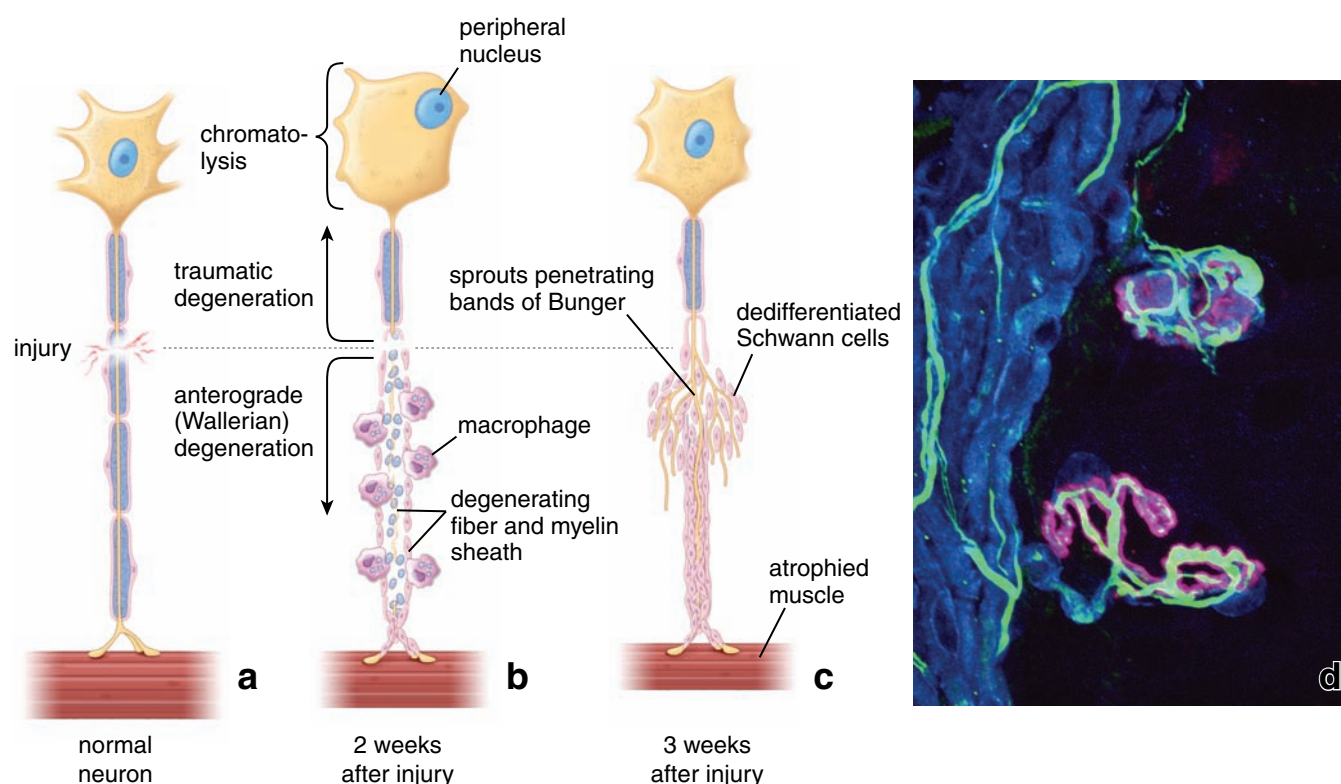 peripheral
nucleus
chromato-
lysis
traumatic
degeneration
injury
anterograde
(Wallerian)
degeneration
macrophage
degenerating
fiber and myelin
sheath
sprouts penetrating
bands of Bunger
dedifferentiated
Schwann cells
atrophied
muscle
a
b
c
d
normal
neuron
2 weeks
after injury
3 weeks
after injury